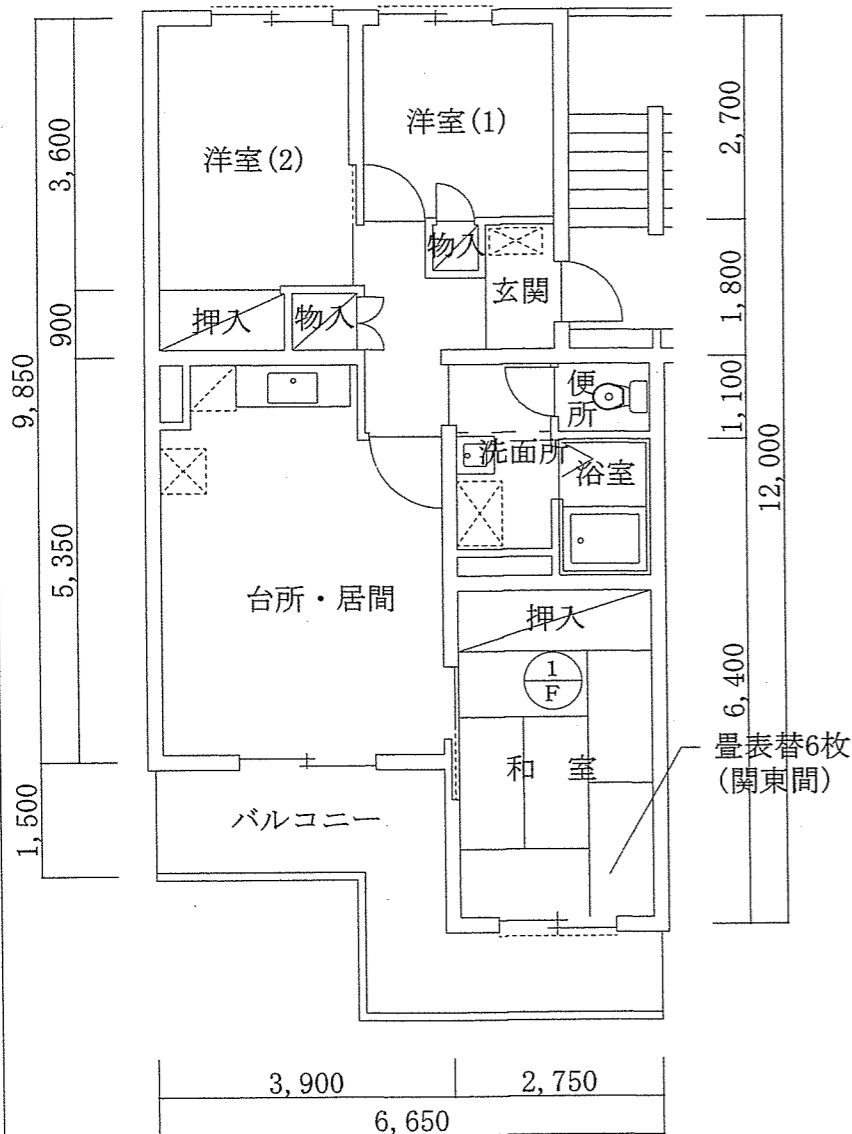 洋室(1)
洋室(2)
物入
玄関
押入
物入
便
所
洗面所
浴室
台所・居間
押入
1
F
和 室
畳表替6枚
(関東間)
バルコニー
3,600
900
5,350
9,850
1,500
2,700
1,800
1,100
6,400
12,000
3,900
2,750
6,650